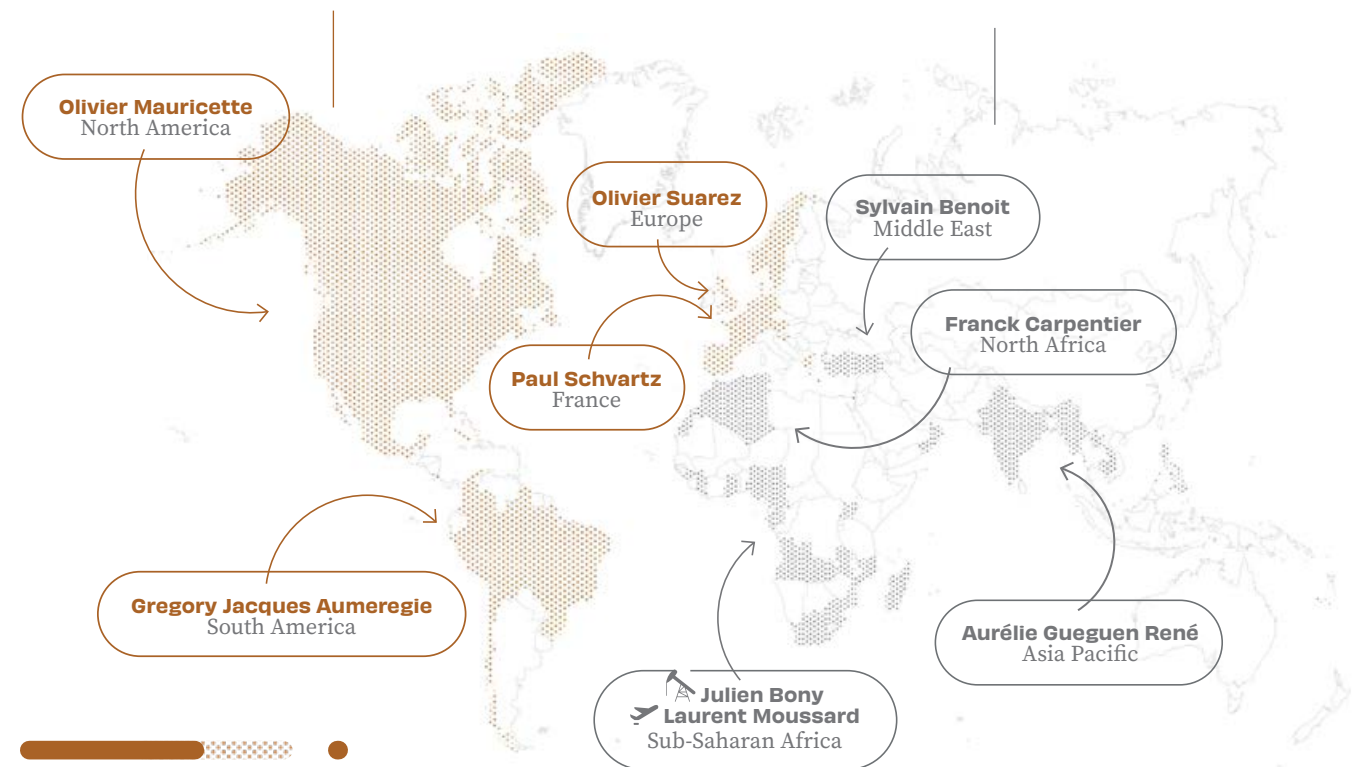 Olivier Mauricette
North America
Olivier Suarez
Europe
Sylvain Benoit
Middle East
Franck Carpentier
North Africa
Paul Schvartz
France
Gregory Jacques Aumeregie
South America
Aurélie Gueguen René
Asia Pacific
Julien Bony
Laurent Moussard
Sub-Saharan Africa